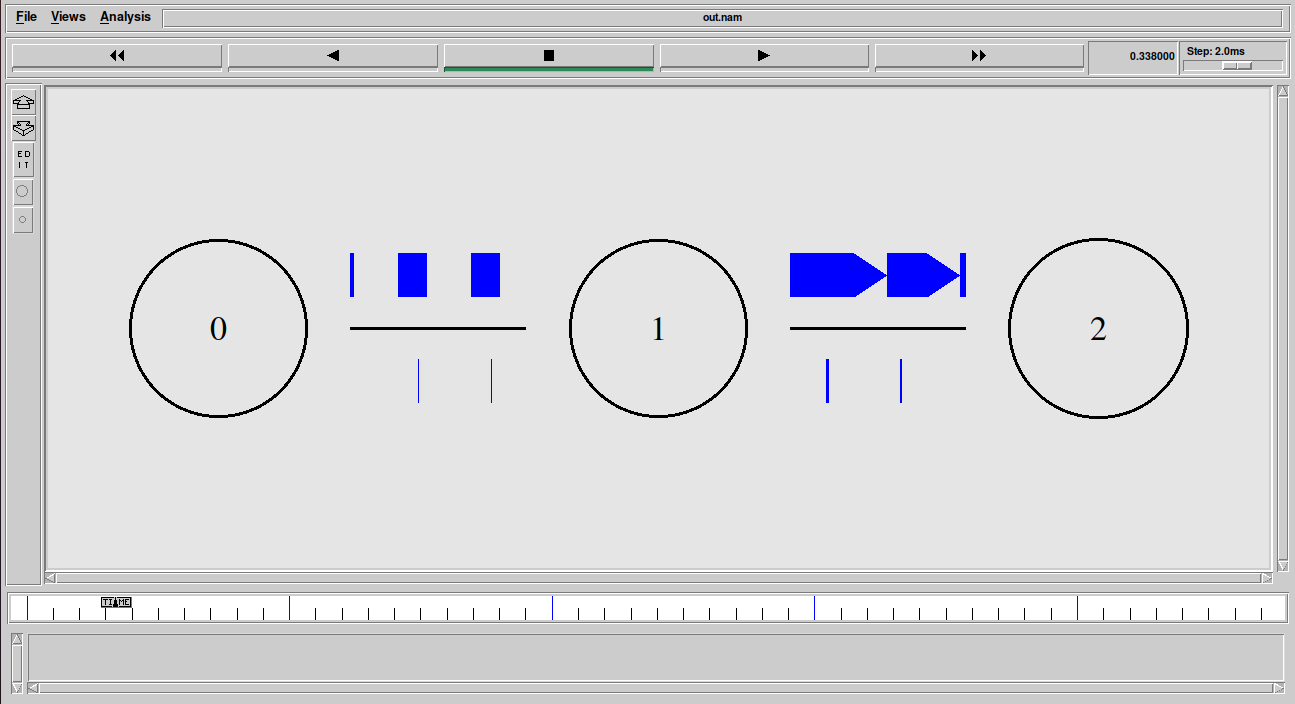 File Views Analysis out.nam
0.338000 Step: 2.0ms
E D
I T
0 1 2
TIME